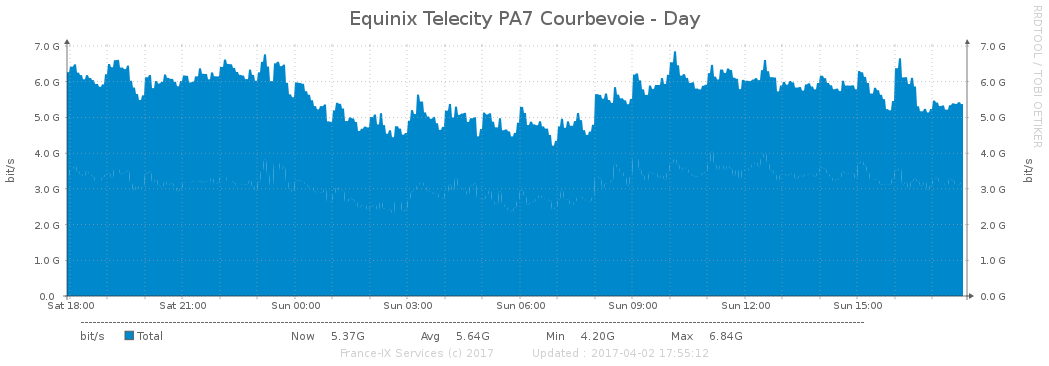 Equinix Telecity PA7 Courbevoie - Day
RRDTOOL / TOBI OETIKER
bit/s
7.0 G
6.0 G
5.0 G
4.0 G
3.0 G
2.0 G
1.0 G
0.0
7.0 G
6.0 G
5.0 G
4.0 G
3.0 G
2.0 G
1.0 G
0.0 G
bit/s
Sat 18:00 Sat 21:00 Sun 00:00 Sun 03:00 Sun 06:00 Sun 09:00 Sun 12:00 Sun 15:00
bit/s Total Now 5.37G Avg 5.64G Min 4.20G Max 6.84G
France-IX Services (c) 2017 Updated : 2017-04-02 17:55:12